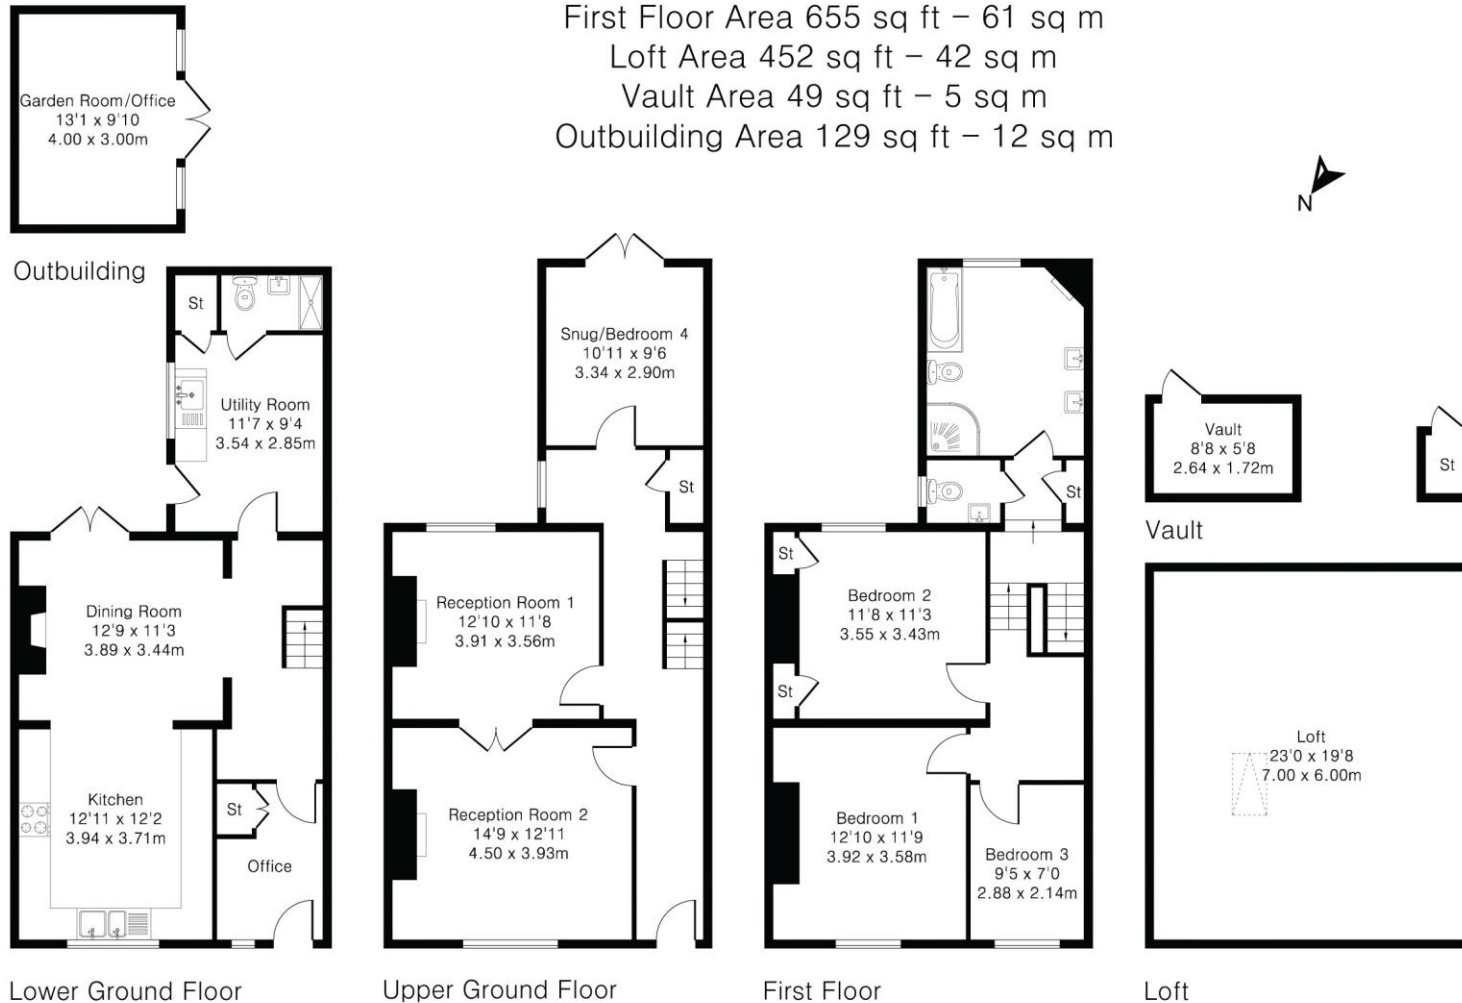 First Floor Area 655 sq ft – 61 sq m
Loft Area 452 sq ft – 42 sq m
Vault Area 49 sq ft – 5 sq m
Outbuilding Area 129 sq ft – 12 sq m
N
Garden Room/Office
13'1 x 9'10
4.00 x 3.00m
Outbuilding
St
Utility Room
11'7 x 9'4
3.54 x 2.85m
Dining Room
12'9 x 11'3
3.89 x 3.44m
Kitchen
12'11 x 12'2
3.94 x 3.71m
St
Office
Lower Ground Floor
Snug/Bedroom 4
10'11 x 9'6
3.34 x 2.90m
St
Reception Room 1
12'10 x 11'8
3.91 x 3.56m
Reception Room 2
14'9 x 12'11
4.50 x 3.93m
Upper Ground Floor
St
St
Bedroom 2
11'8 x 11'3
3.55 x 3.43m
St
Bedroom 1
12'10 x 11'9
3.92 x 3.58m
Bedroom 3
9'5 x 7'0
2.88 x 2.14m
First Floor
Vault
8'8 x 5'8
2.64 x 1.72m
St
Vault
Loft
23'0 x 19'8
7.00 x 6.00m
Loft